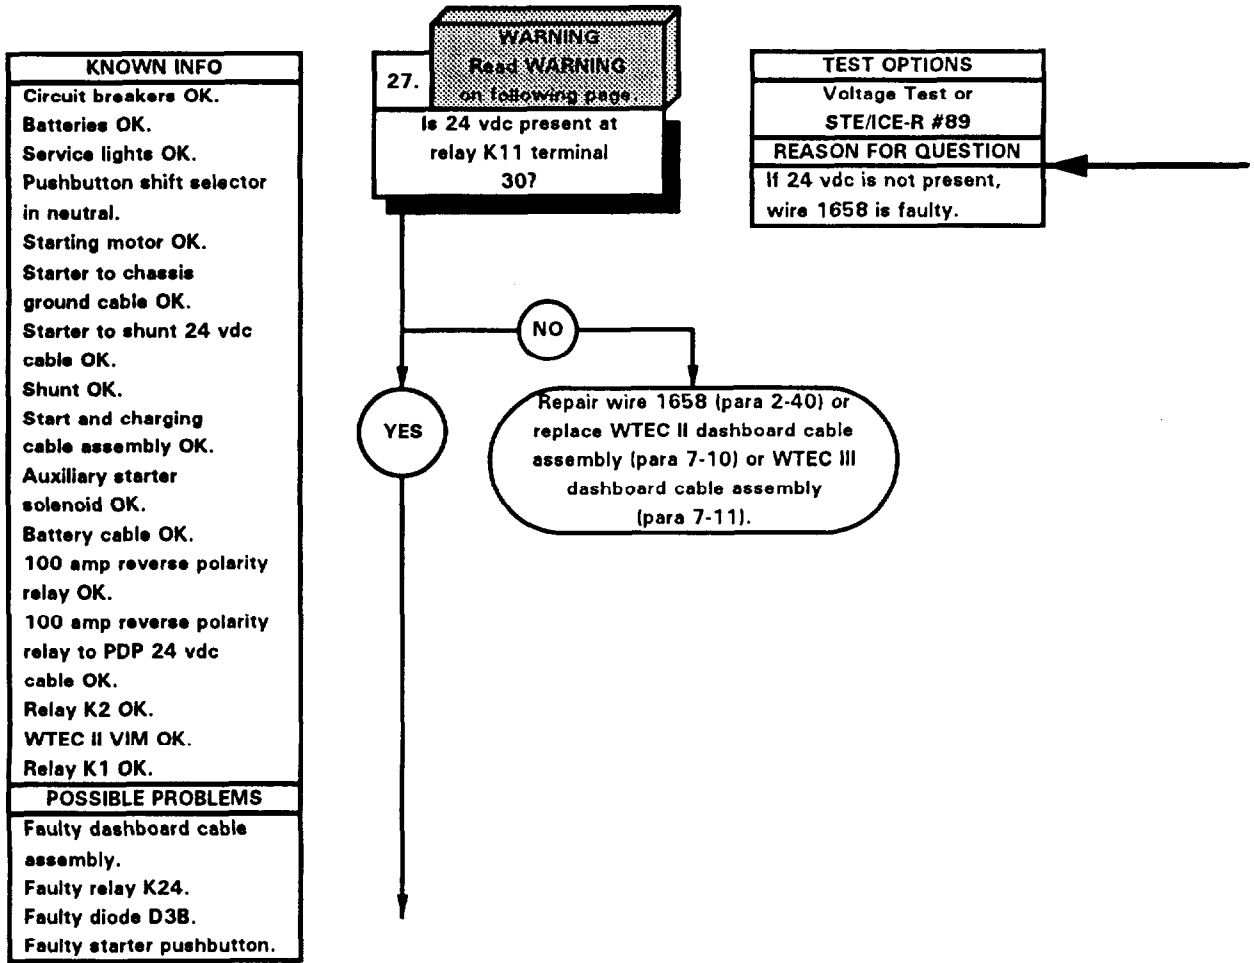 KNOWN INFO
Circuit breakers OK.
Batteries OK.
Service lights OK.
Pushbutton shift selector
in neutral.
Starting motor OK.
Starter to chassis
ground cable OK.
Starter to shunt 24 vdc
cable OK.
Shunt OK.
Start and charging
cable assembly OK.
Auxiliary starter
solenoid OK.
Battery cable OK.
100 amp reverse polarity
relay OK.
100 amp reverse polarity
relay to PDP 24 vdc
cable OK.
Relay K2 OK.
WTEC II VIM OK.
Relay K1 OK.
POSSIBLE PROBLEMS
Faulty dashboard cable
assembly.
Faulty relay K24.
Faulty diode D3B.
Faulty starter pushbutton.
27.
WARNING
Read WARNING
on following page
Is 24 vdc present at
relay K11 terminal
30?
NO
YES
Repair wire 1658 (para 2-40) or
replace WTEC II dashboard cable
assembly (para 7-10) or WTEC III
dashboard cable assembly
(para 7-11).
TEST OPTIONS
Voltage Test or
STE/ICE-R #89
REASON FOR QUESTION
If 24 vdc is not present,
wire 1658 is faulty.